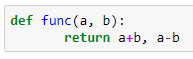 def func(a, b):
        return a+b, a-b